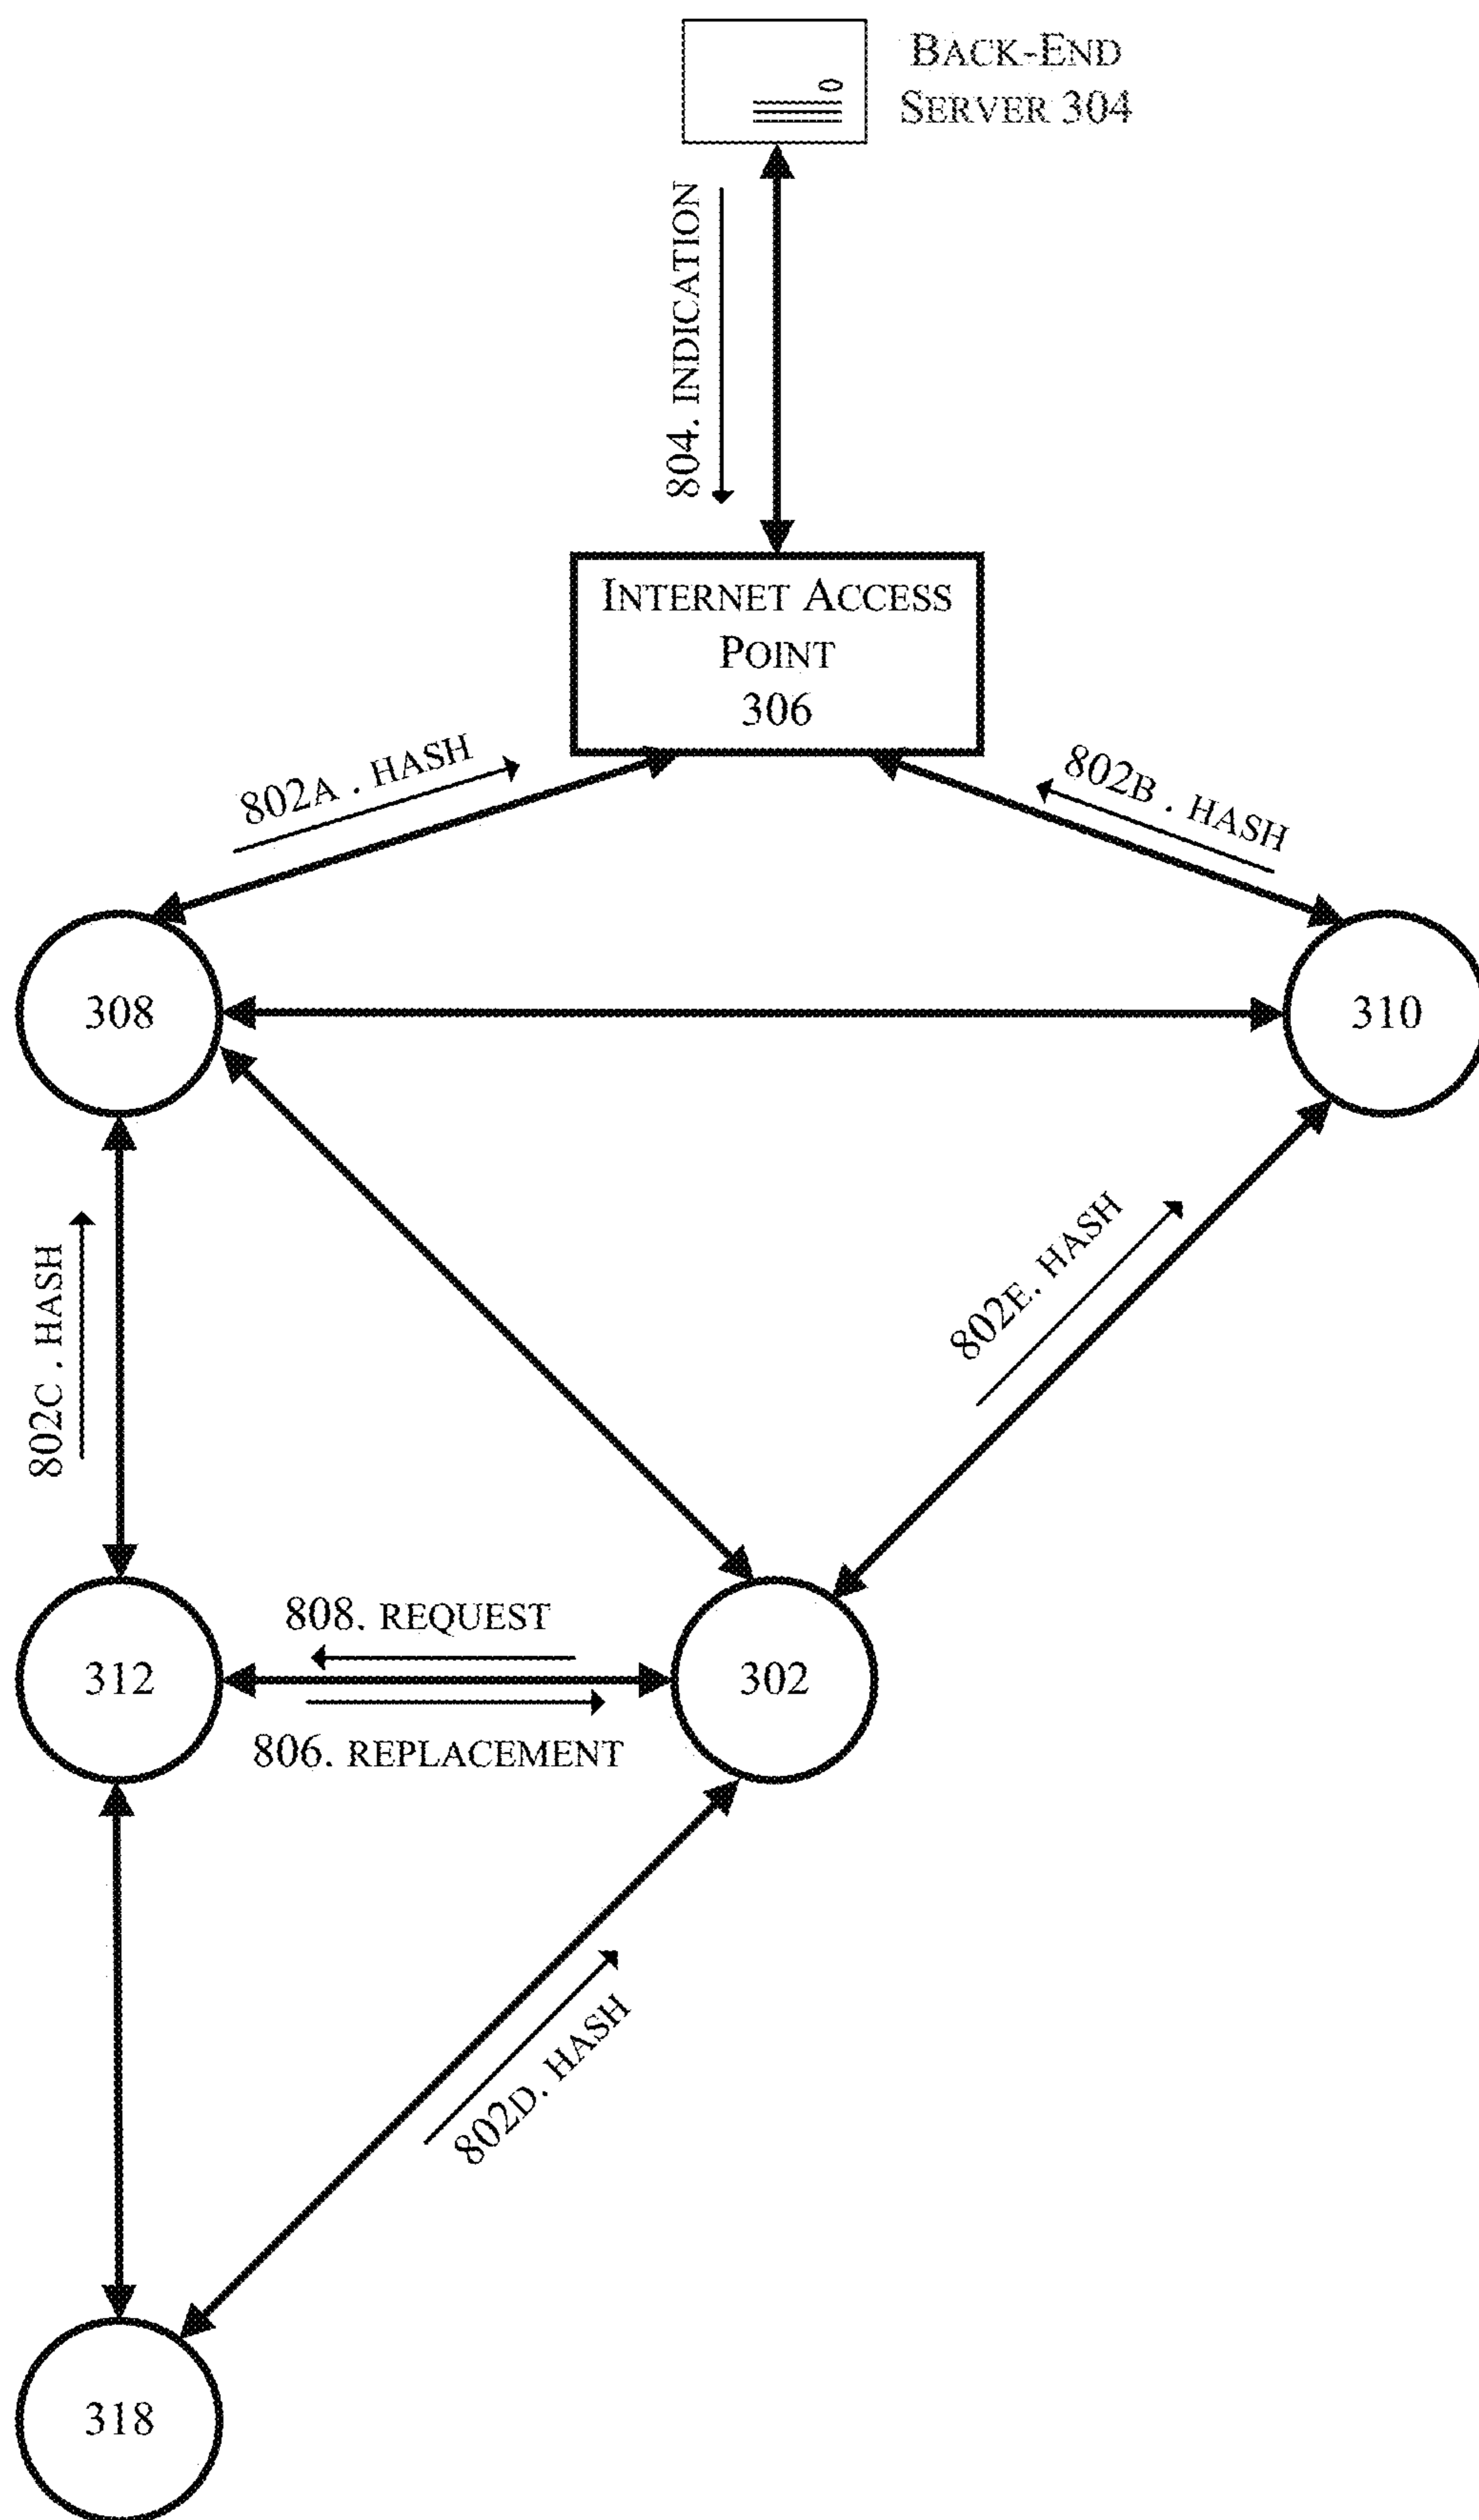 BACK-END
SERVER 304
804. INDICATION
INTERNET ACCESS
POINT
306
802A . HASH
802B . HASH
308
310
802C . HASH
802E. HASH
808. REQUEST
312
302
806. REPLACEMENT
802D. HASH
318